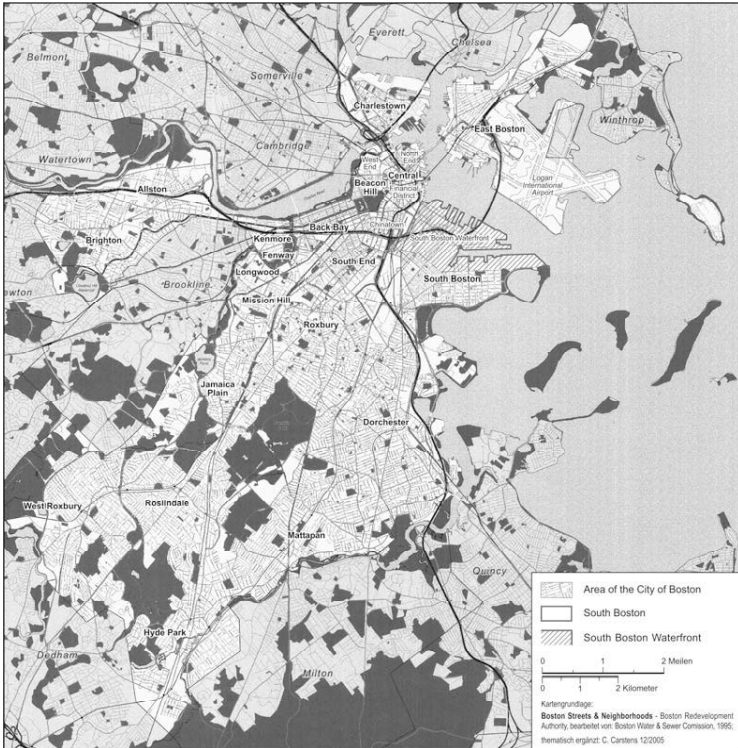 Everett
Chelsea
Belmont
Somerville
Charlestown
Winthrop
East Boston
Cambridge
North
End
West
End
Watertown
Central
Logan
International
Airport
Allston
Beacon
Hill
Financial
District
Back Bay
Chinatown
Kenmore
South Boston Waterfront
Brighton
Fenway
South End
Longwood
South Boston
Brookline
ewton
Mission Hill
Roxbury
Jamaica
Plain
Dorchester
West Roxbury
Roslindale
Mattapan
Quincy
Hyde Park
Dedham
Milton
Area of the City of Boston
South Boston
South Boston Waterfront
0 1 2 Meilen
0 1 2 Kilometer
Kartengrundlage:
Boston Streets & Neighborhoods - Boston Redevelopment
Authority, bearbeitet von: Boston Water & Sewer Comission, 1995;
thematisch ergänzt: C. Carstens 12/2005